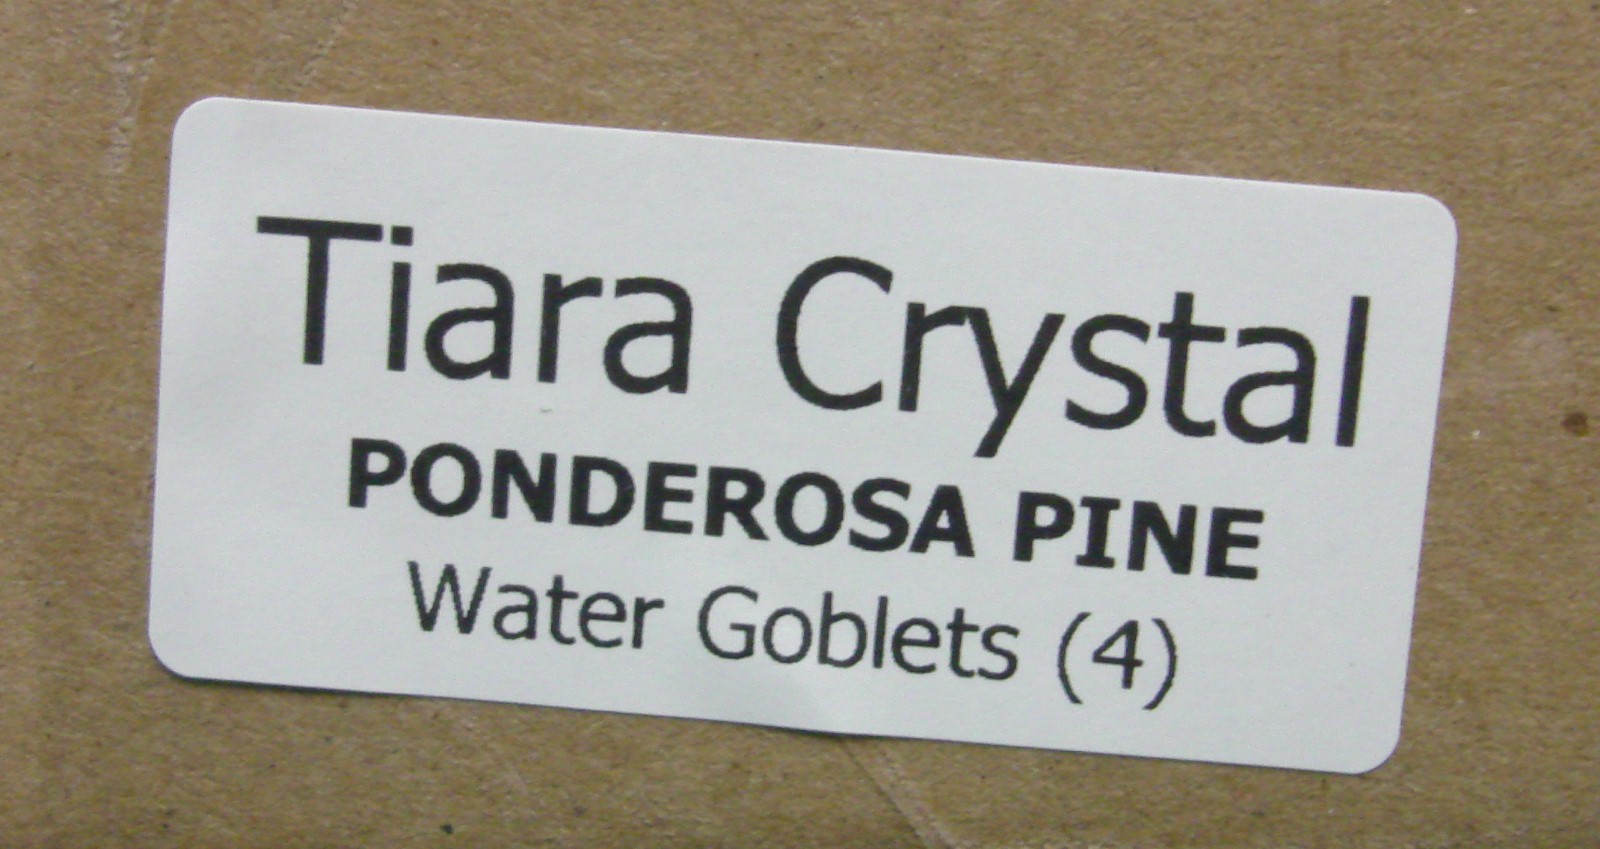 Tiara Crystal
PONDEROSA PINE
Water Goblets (4)